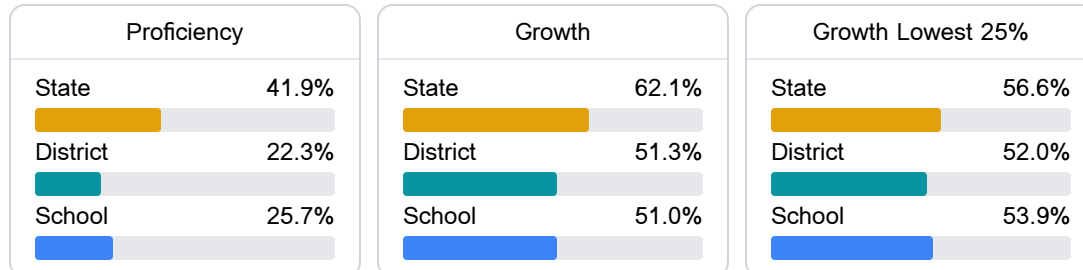 Proficiency
State 41.9%
District 22.3%
School 25.7%
Growth
State 62.1%
District 51.3%
School 51.0%
Growth Lowest 25%
State 56.6%
District 52.0%
School 53.9%